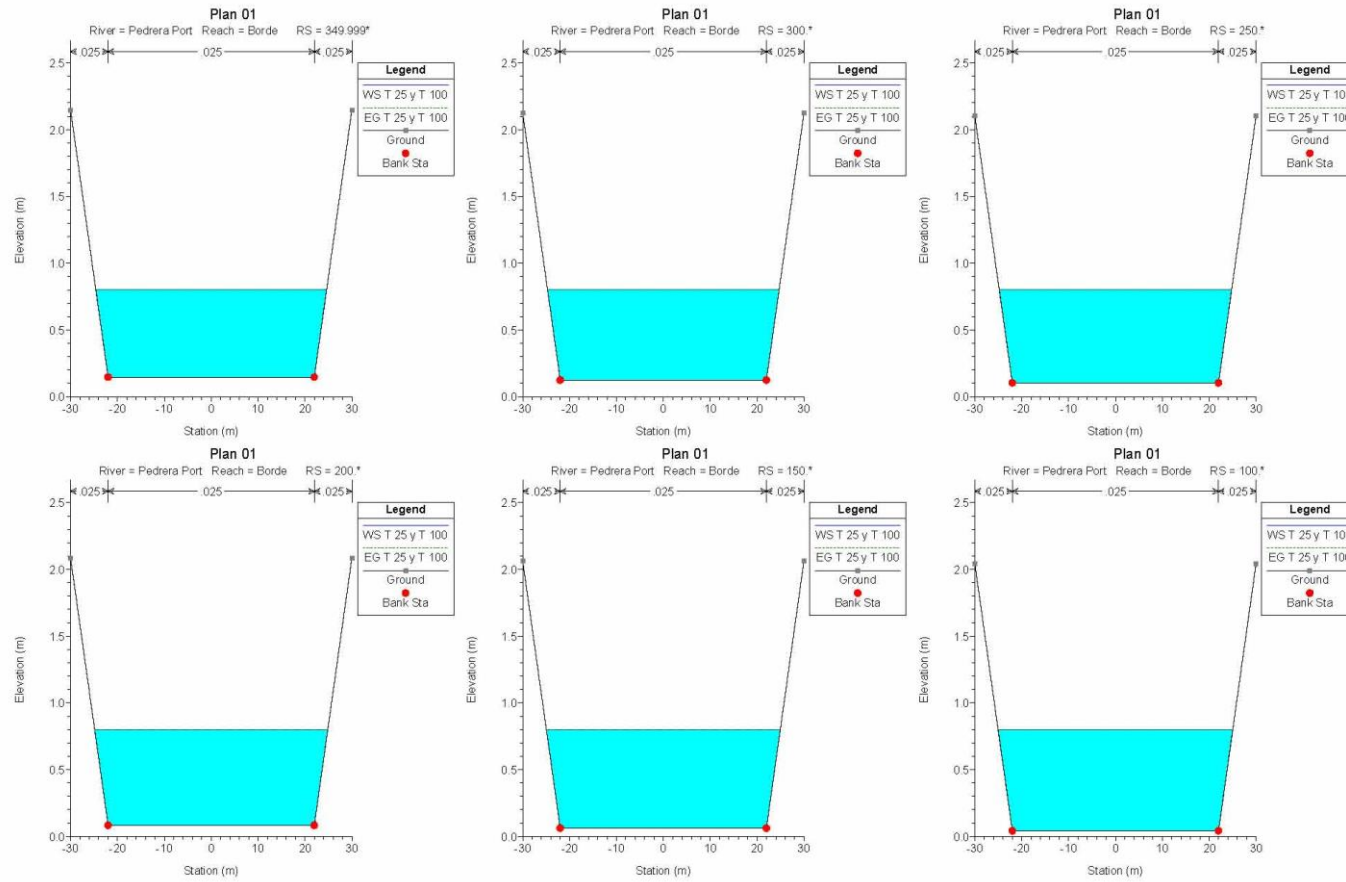 Plan 01
River = Pedrera Port Reach = Borde RS = 349.999*
.025 .025 .025
2.5
2.0
1.5
1.0
0.5
0.0
Elevation (m)
-30 -20 -10 0 10 20 30
Station (m)
Legend
WS T 25 y T 100
EG T 25 y T 100
Ground
Bank Sta
Plan 01
River = Pedrera Port Reach = Borde RS = 300.*
.025 .025 .025
2.5
2.0
1.5
1.0
0.5
0.0
Elevation (m)
-30 -20 -10 0 10 20 30
Station (m)
Legend
WS T 25 y T 100
EG T 25 y T 100
Ground
Bank Sta
Plan 01
River = Pedrera Port Reach = Borde RS = 250.*
.025 .025 .025
2.5
2.0
1.5
1.0
0.5
0.0
Elevation (m)
-30 -20 -10 0 10 20 30
Station (m)
Legend
WS T 25 y T 100
EG T 25 y T 100
Ground
Bank Sta
Plan 01
River = Pedrera Port Reach = Borde RS = 200.*
.025 .025 .025
2.5
2.0
1.5
1.0
0.5
0.0
Elevation (m)
-30 -20 -10 0 10 20 30
Station (m)
Legend
WS T 25 y T 100
EG T 25 y T 100
Ground
Bank Sta
Plan 01
River = Pedrera Port Reach = Borde RS = 150.*
.025 .025 .025
2.5
2.0
1.5
1.0
0.5
0.0
Elevation (m)
-30 -20 -10 0 10 20 30
Station (m)
Legend
WS T 25 y T 100
EG T 25 y T 100
Ground
Bank Sta
Plan 01
River = Pedrera Port Reach = Borde RS = 100.*
.025 .025 .025
2.5
2.0
1.5
1.0
0.5
0.0
Elevation (m)
-30 -20 -10 0 10 20 30
Station (m)
Legend
WS T 25 y T 100
EG T 25 y T 100
Ground
Bank Sta